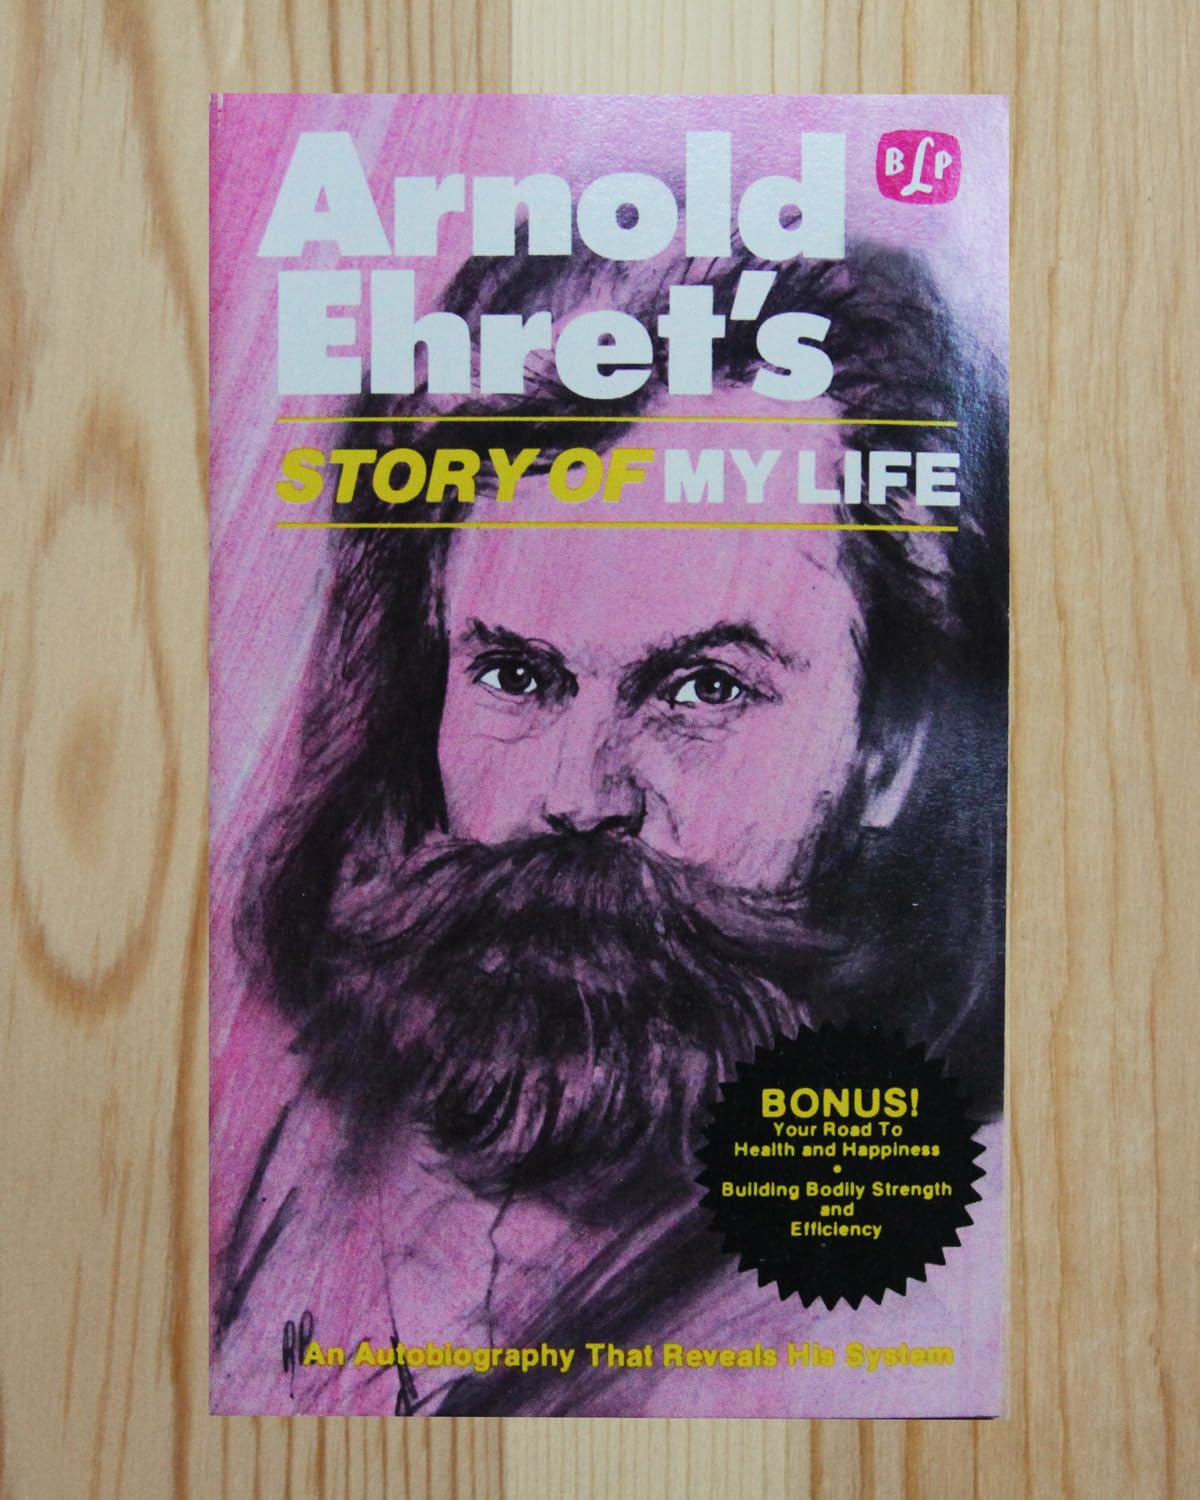 Arnold
BLP
Ehret's
STORY OF MY LIFE
BONUS!
Your Road To
Health and Happiness
•
Building Bodily Strength
and
Efficiency
An Autobiography That Reveals His System